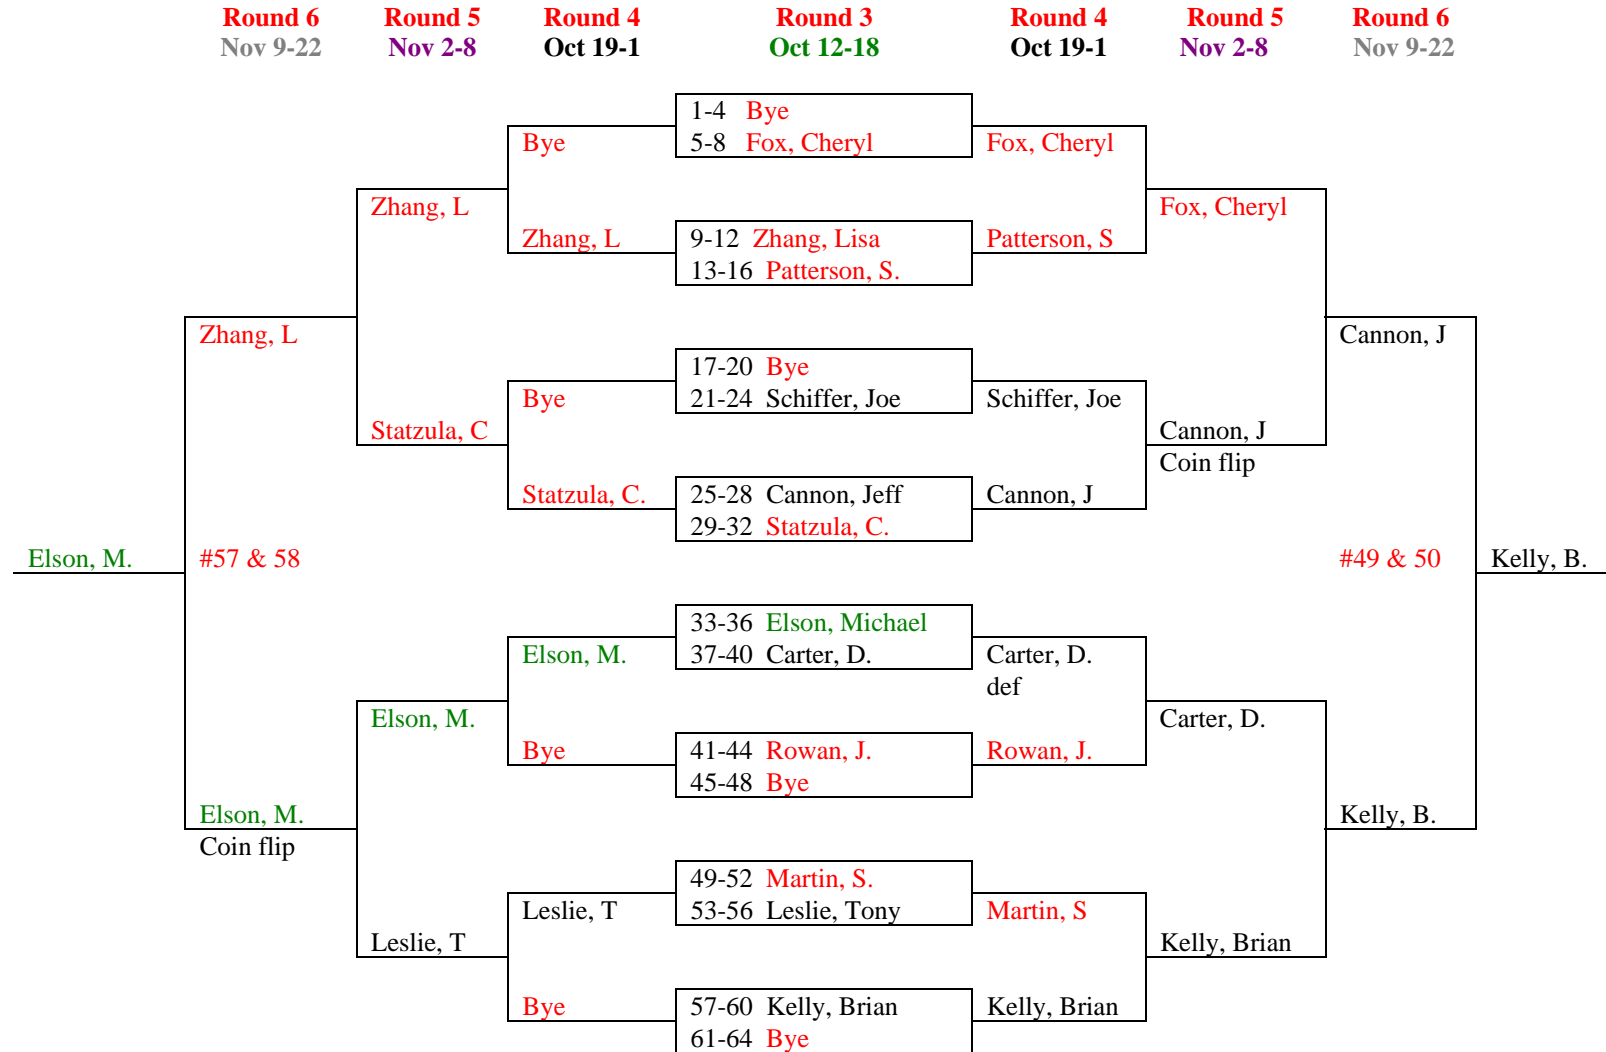 Round 6 Round 5 Round 4 Round 3 Round 4 Round 5 Round 6
Nov 9-22 Nov 2-8 Oct 19-1 Oct 12-18 Oct 19-1 Nov 2-8 Nov 9-22
1-4 Bye
Bye 5-8 Fox, Cheryl Fox, Cheryl
Zhang, L Fox, Cheryl
Zhang, L 9-12 Zhang, Lisa Patterson, S
13-16 Patterson, S.
Zhang, L Cannon, J
17-20 Bye
Bye 21-24 Schiffer, Joe Schiffer, Joe
Statzula, C Cannon, J
Coin flip
Statzula, C. 25-28 Cannon, Jeff Cannon, J
29-32 Statzula, C.
Elson, M. #57 & 58 #49 & 50 Kelly, B.
33-36 Elson, Michael
Elson, M. 37-40 Carter, D. Carter, D.
def
Elson, M. Carter, D.
Bye 41-44 Rowan, J. Rowan, J.
45-48 Bye
Elson, M. Kelly, B.
Coin flip
49-52 Martin, S.
Leslie, T 53-56 Leslie, Tony Martin, S
Leslie, T Kelly, Brian
Bye 57-60 Kelly, Brian Kelly, Brian
61-64 Bye